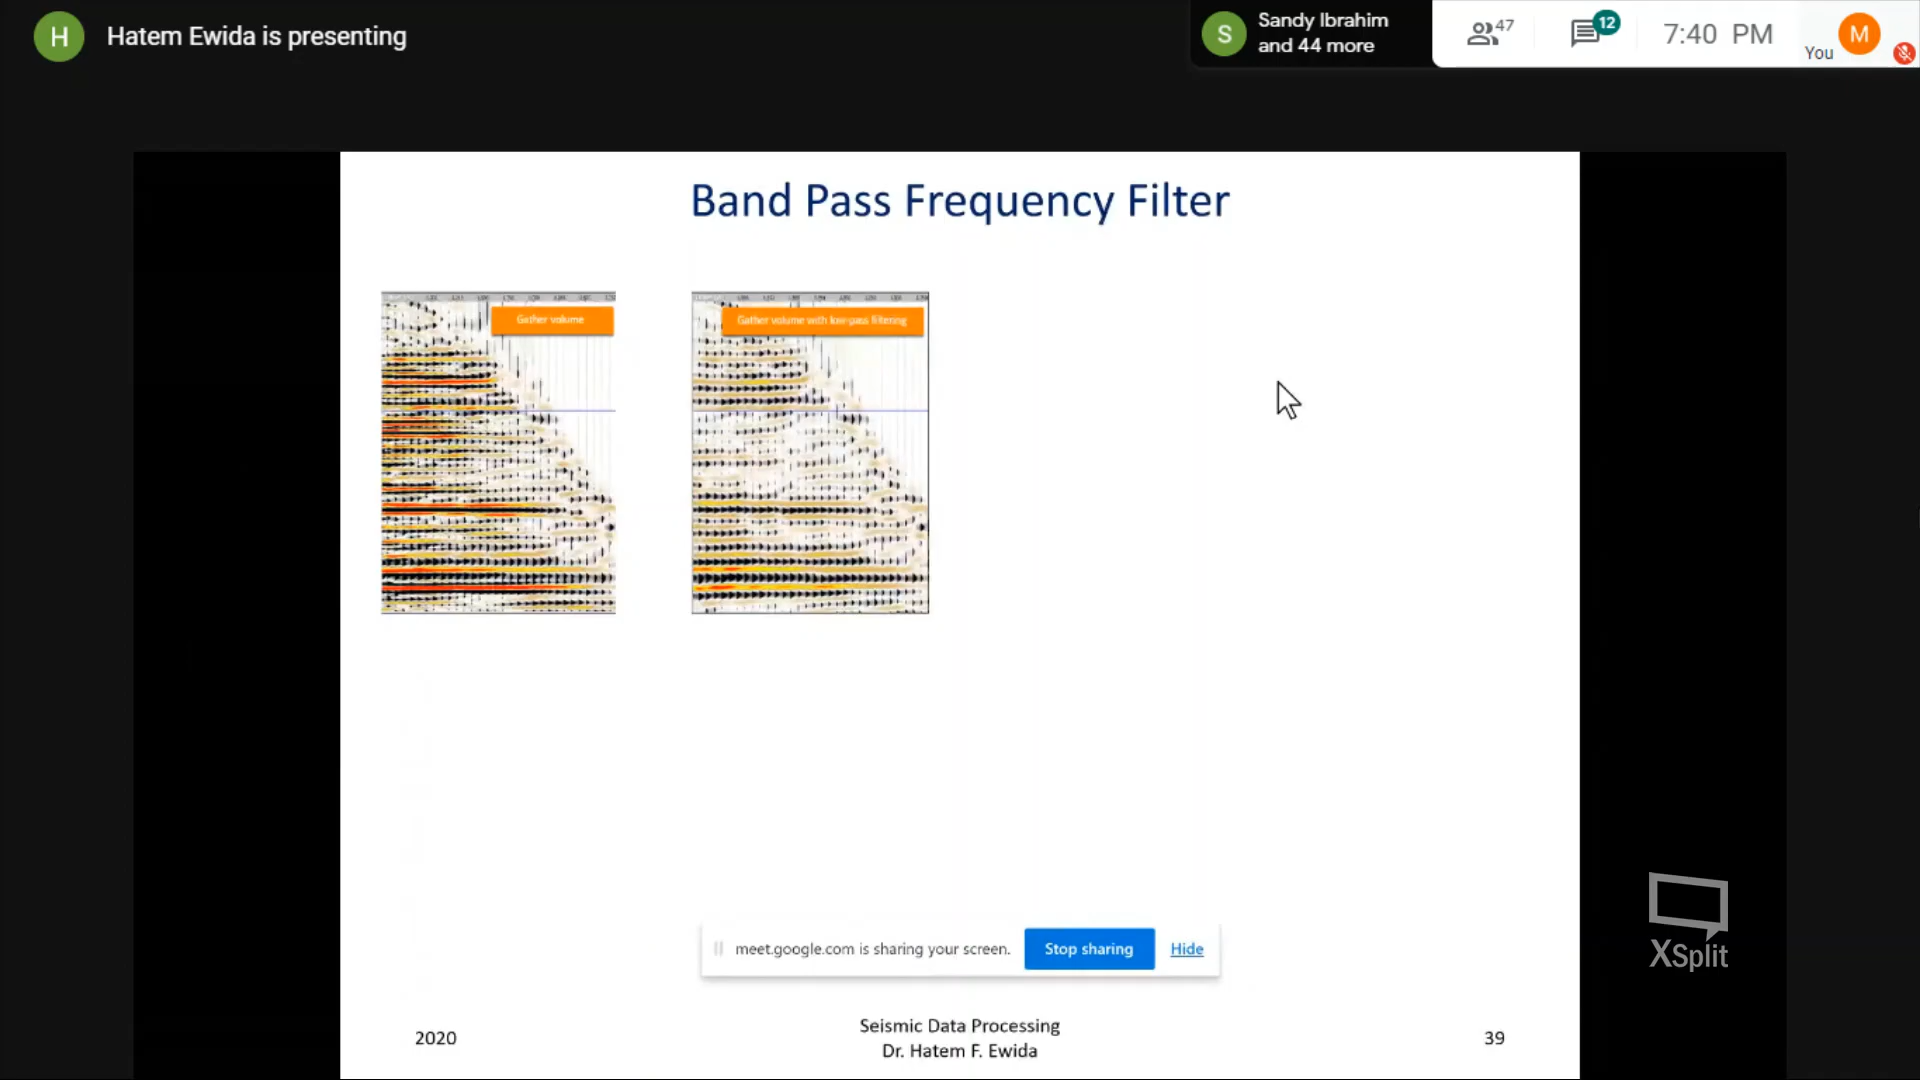 H Hatem Ewida is presenting
S Sandy Ibrahim
and 44 more
47
12
7:40 PM
You
M
Band Pass Frequency Filter
Gather volume
Gather volume with low-pass filtering
meet.google.com is sharing your screen. Stop sharing Hide
XSplit
2020
Seismic Data Processing
Dr. Hatem F. Ewida
39